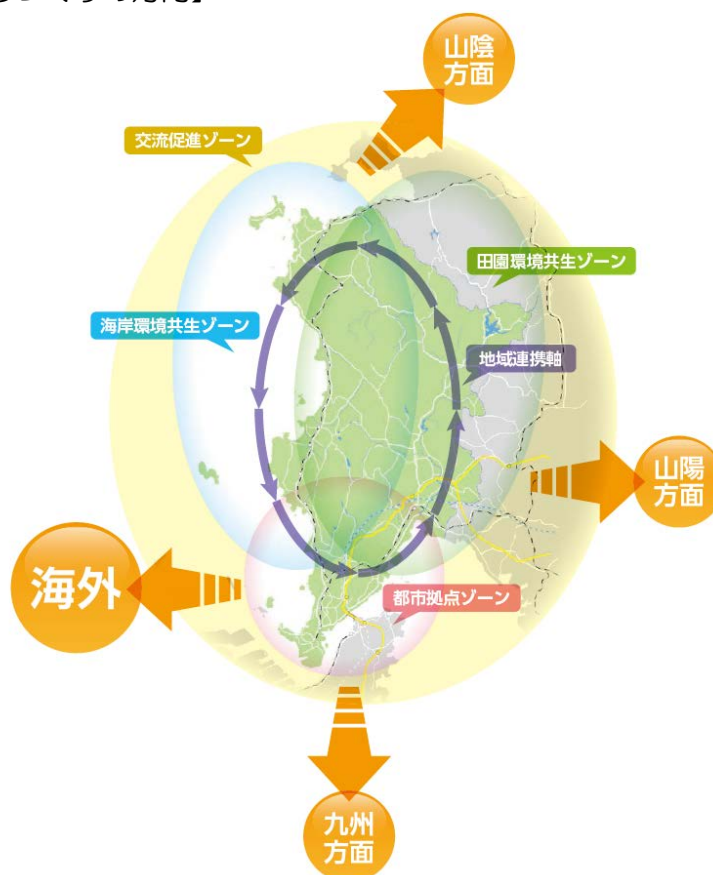 山陰
方面
交流促進ゾーン
田園環境共生ゾーン
海岸環境共生ゾーン
地域連携軸
山陽
方面
海外
都市拠点ゾーン
九州
方面